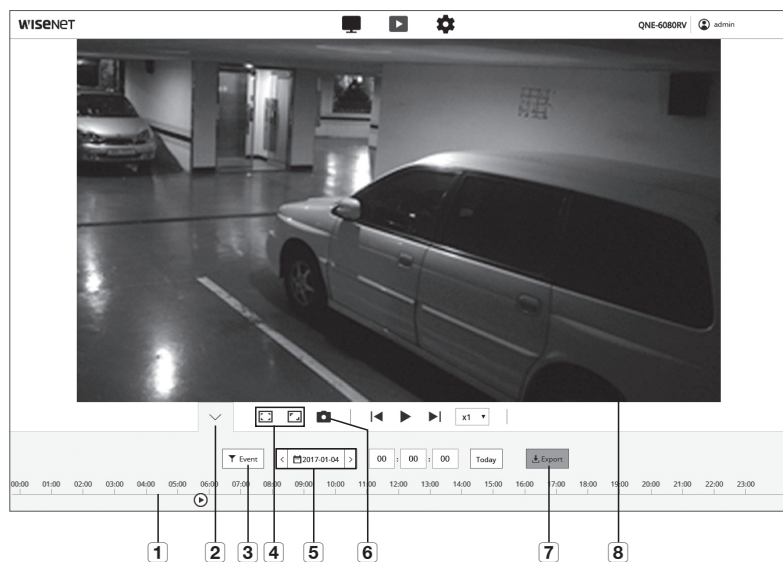 WISENET
QNE-6080RV admin
x1
Event
2017-01-04
00 : 00 : 00
Today
Export
00:00 01:00 02:00 03:00 04:00 05:00 06:00 07:00 08:00 09:00 10:00 11:00 12:00 13:00 14:00 15:00 16:00 17:00 18:00 19:00 20:00 21:00 22:00 23:00
1 2 3 4 5 6 7 8